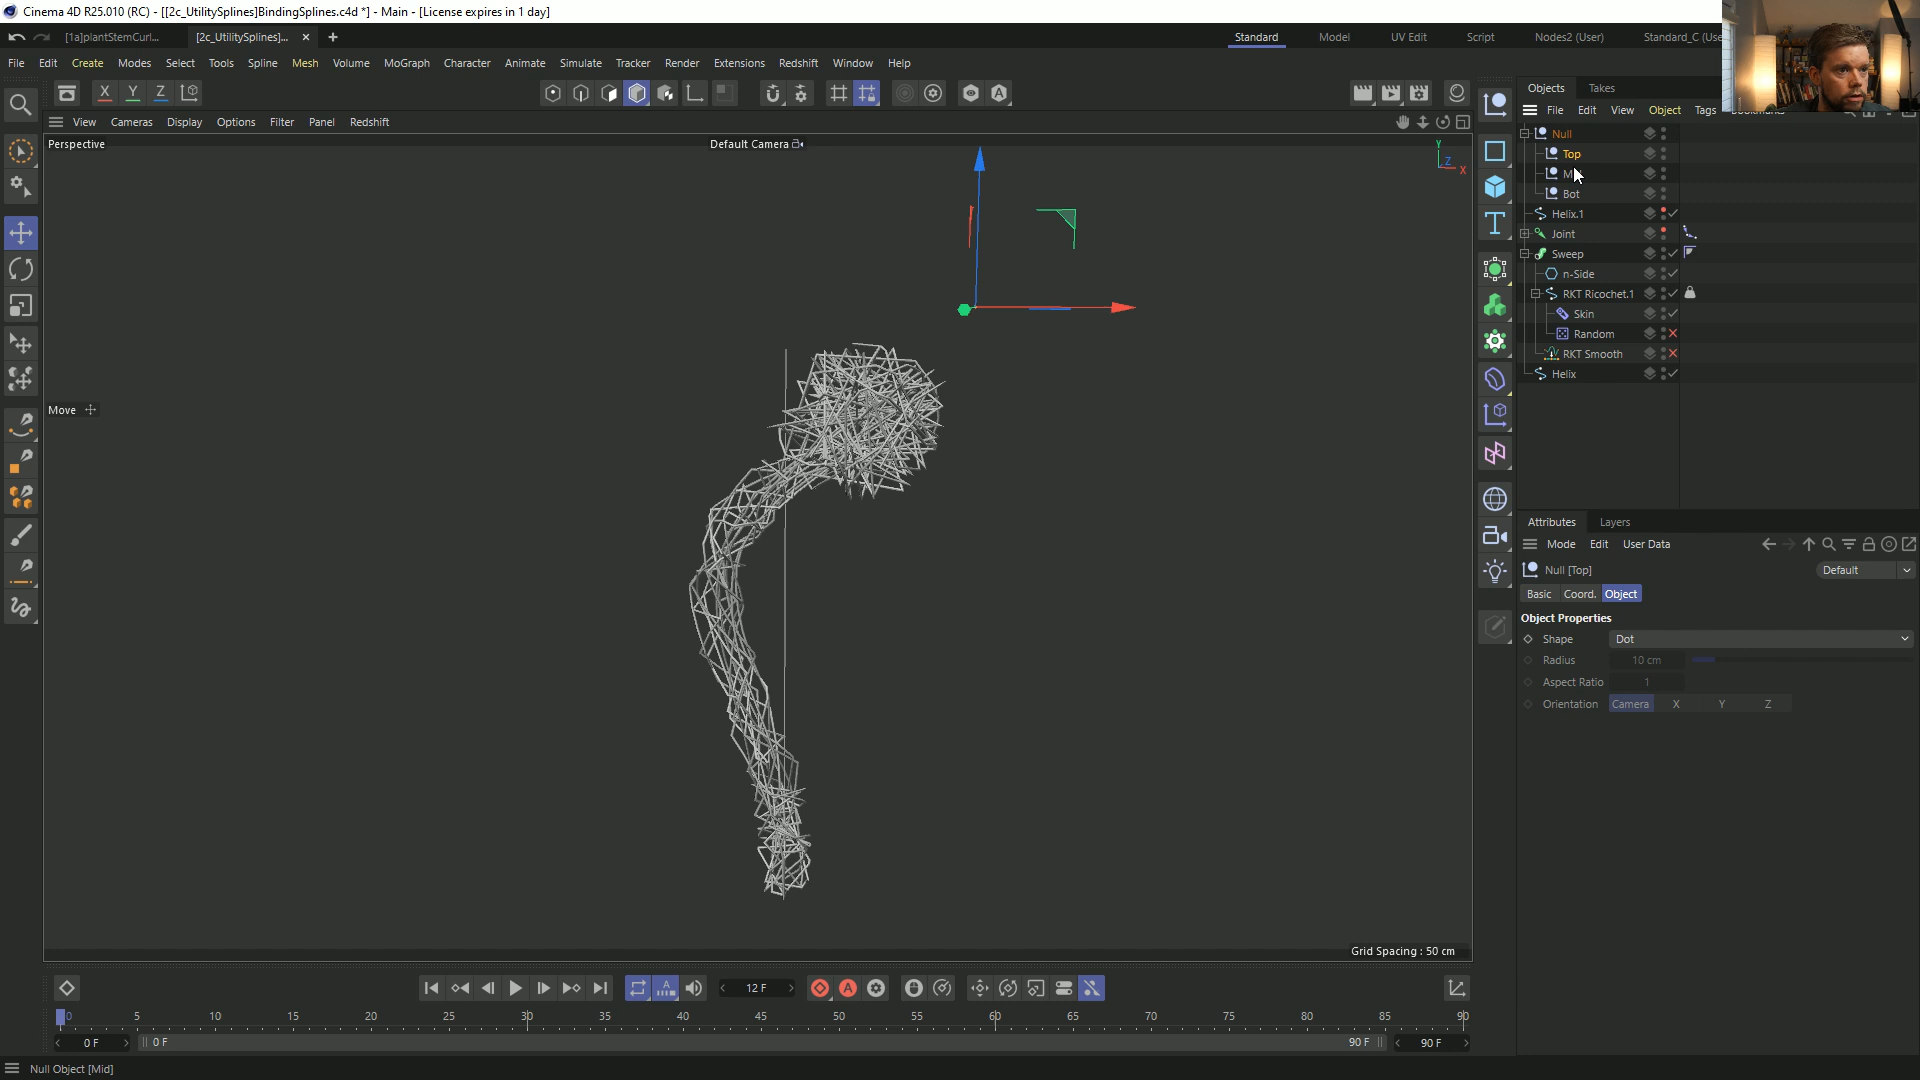 Cinema 4D R25.010 (RC) - [[2c_UtilitySplines]BindingSplines.c4d *] - Main - [License expires in 1 day]
[1a]plantStemCurl...
[2c_UtilitySplines]...
Standard
Model
UV Edit
Script
Nodes2 (User)
Standard_C (Use
File
Edit
Create
Modes
Select
Tools
Spline
Mesh
Volume
MoGraph
Character
Animate
Simulate
Tracker
Render
Extensions
Redshift
Window
Help
X
Y
Z
View
Cameras
Display
Options
Filter
Panel
Redshift
Perspective
Default Camera
Y
Z
X
Move
Grid Spacing : 50 cm
Objects
Takes
File
Edit
View
Object
Tags
Null
Top
Bot
Helix.1
Joint
Sweep
n-Side
RKT Ricochet.1
Skin
Random
RKT Smooth
Helix
Attributes
Layers
Mode
Edit
User Data
Null [Top]
Default
Basic
Coord.
Object
Object Properties
Shape
Dot
Radius
10 cm
Aspect Ratio
1
Orientation
Camera
X
Y
Z
12 F
0
5
10
15
20
25
30
35
40
45
50
55
60
65
70
75
80
85
90
0 F
0 F
90 F
90 F
Null Object [Mid]